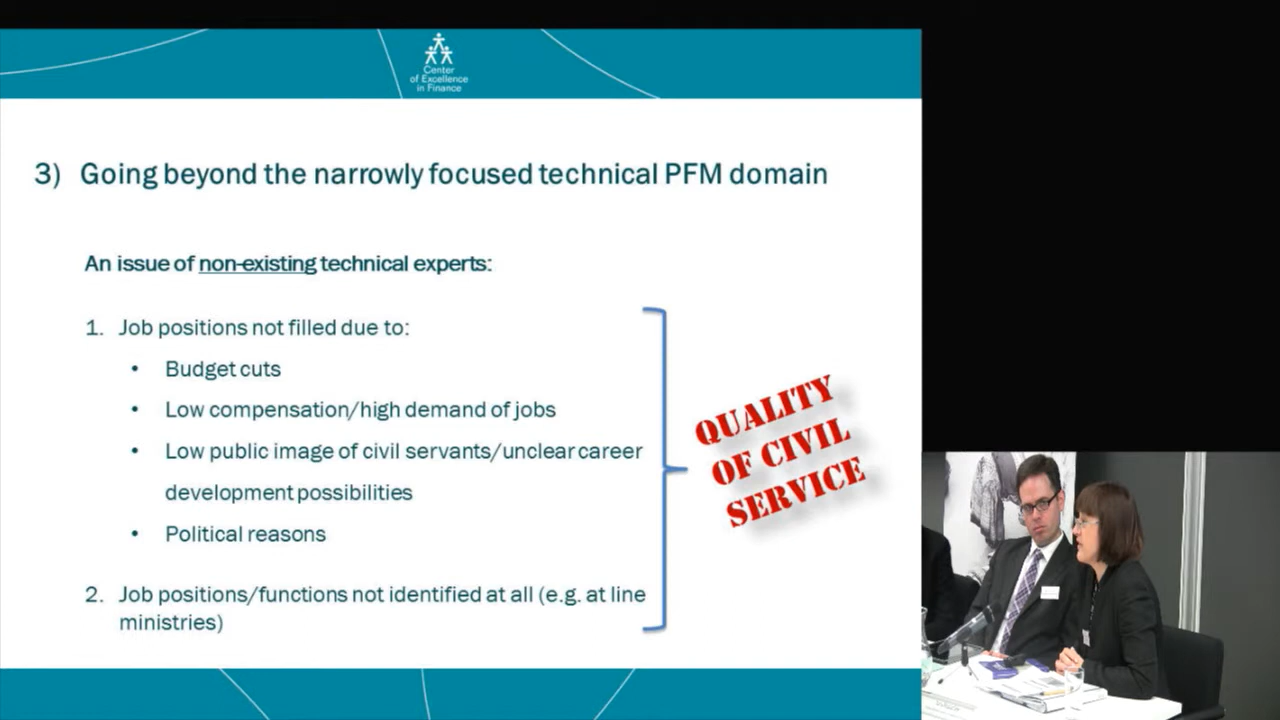 Center
of Excellence
in Finance
3) Going beyond the narrowly focused technical PFM domain
An issue of non-existing technical experts:
1. Job positions not filled due to:
• Budget cuts
• Low compensation/high demand of jobs
• Low public image of civil servants/unclear career
development possibilities
• Political reasons
2. Job positions/functions not identified at all (e.g. at line
ministries)
QUALITY
OF CIVIL
SERVICE